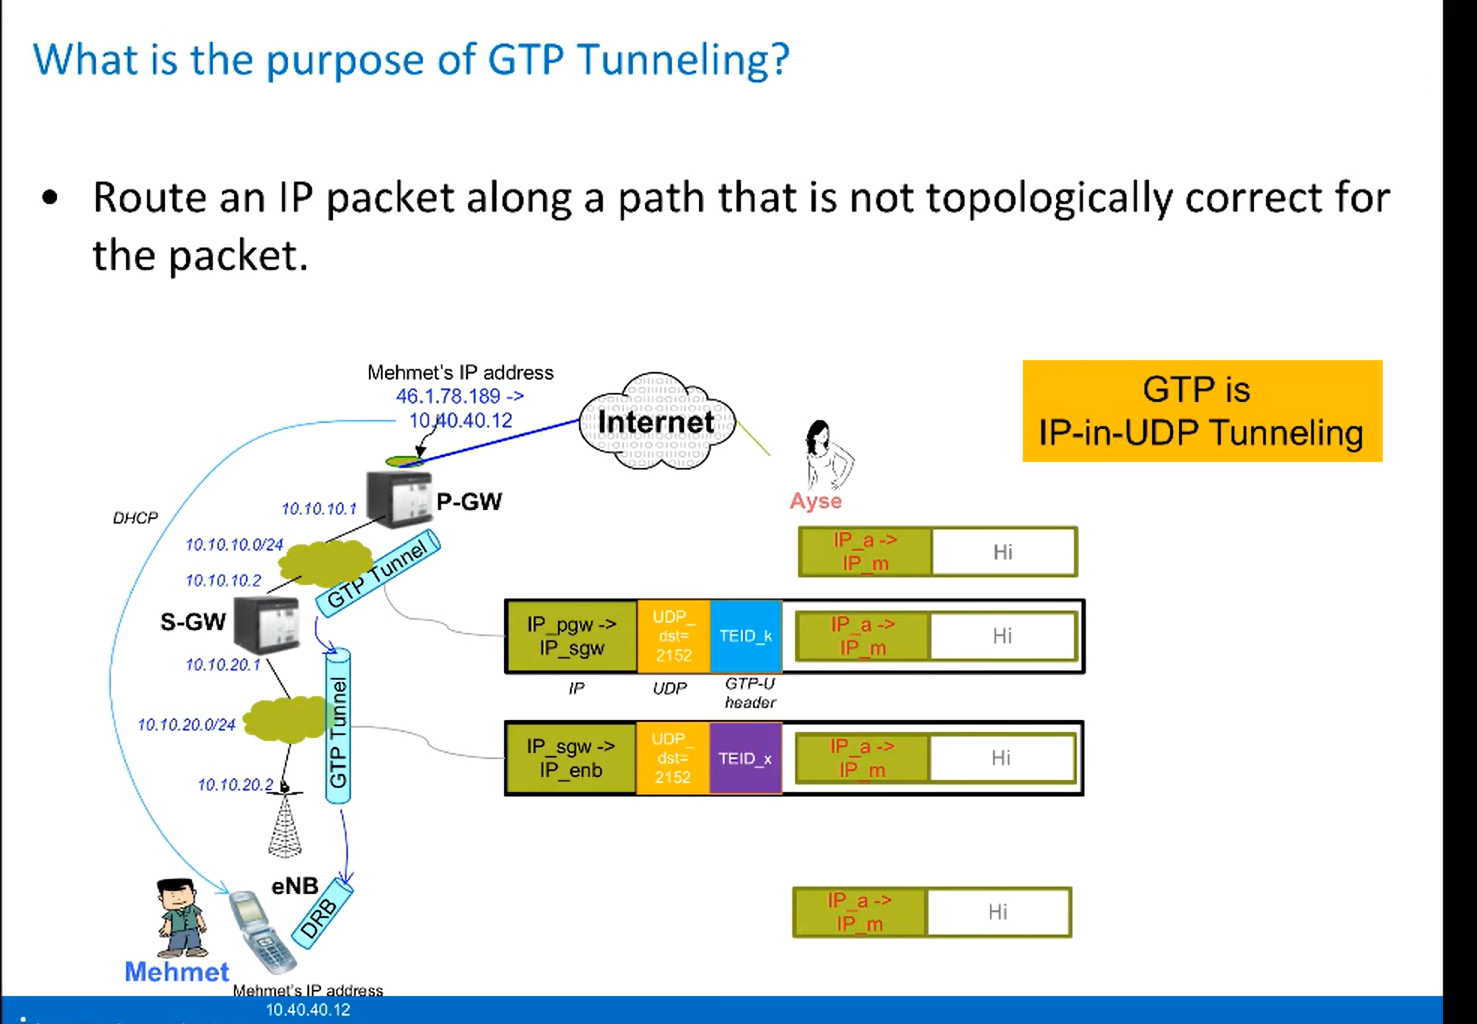 What is the purpose of GTP Tunneling?
• Route an IP packet along a path that is not topologically correct for
the packet.
Mehmet's IP address
46.1.78.189 ->
10.40.40.12
Internet
GTP is
IP-in-UDP Tunneling
Ayse
P-GW
10.10.10.1
DHCP
10.10.10.0/24
10.10.10.2
GTP Tunnel
S-GW
10.10.20.1
10.10.20.0/24
GTP Tunnel
10.10.20.2
eNB
DRB
Mehmet
Mehmet's IP address
10.40.40.12
IP_a ->
IP_m
Hi
IP_pgw ->
IP_sgw
UDP_
dst=
2152
TEID_k
IP_a ->
IP_m
Hi
IP
UDP
GTP-U
header
IP_sgw ->
IP_enb
UDP_
dst=
2152
TEID_x
IP_a ->
IP_m
Hi
IP_a ->
IP_m
Hi